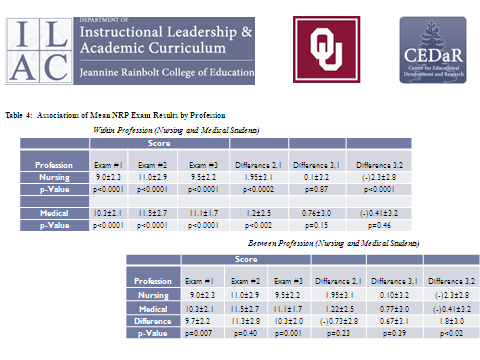 I L
A C
DEPARTMENT OF
Instructional Leadership &
Academic Curriculum
Jeannine Rainbolt College of Education
OU
CEDaR
Center for Educational
Development and Research
Table 4: Associations of Mean NRP Exam Results by Profession
Within Profession (Nursing and Medical Students)
Score
Profession Exam #1 Exam #2 Exam #3 Difference 2,1 Difference 3,1 Difference 3,2
Nursing 9.0±2.3 11.0±2.9 9.5±2.2 1.95±3.1 0.1±3.2 (-)2.3±2.8
p-Value p<0.0001 p<0.0001 p<0.0001 p<0.0002 p=0.87 p<0.0001
Medical 10.3±2.1 11.5±2.7 11.1±1.7 1.2±2.5 0.76±3.0 (-)0.41±3.2
p-Value p<0.0001 p<0.0001 p<0.0001 p<0.002 p=0.15 p=0.46
Between Profession (Nursing and Medical Students)
Score
Profession Exam #1 Exam #2 Exam #3 Difference 2,1 Difference 3,1 Difference 3,2
Nursing 9.0±2.3 11.0±2.9 9.5±2.2 1.95±3.1 0.10±3.2 (-)2.3±2.8
Medical 10.3±2.1 11.5±2.7 11.1±1.7 1.22±2.5 0.77±3.0 (-)0.41±3.2
Difference 9.7±2.2 11.3±2.8 10.3±2.0 (-)0.73±2.8 0.67±3.1 1.8±3.0
p-Value p=0.007 p=0.40 p=0.001 p=0.23 p=0.39 p<0.02